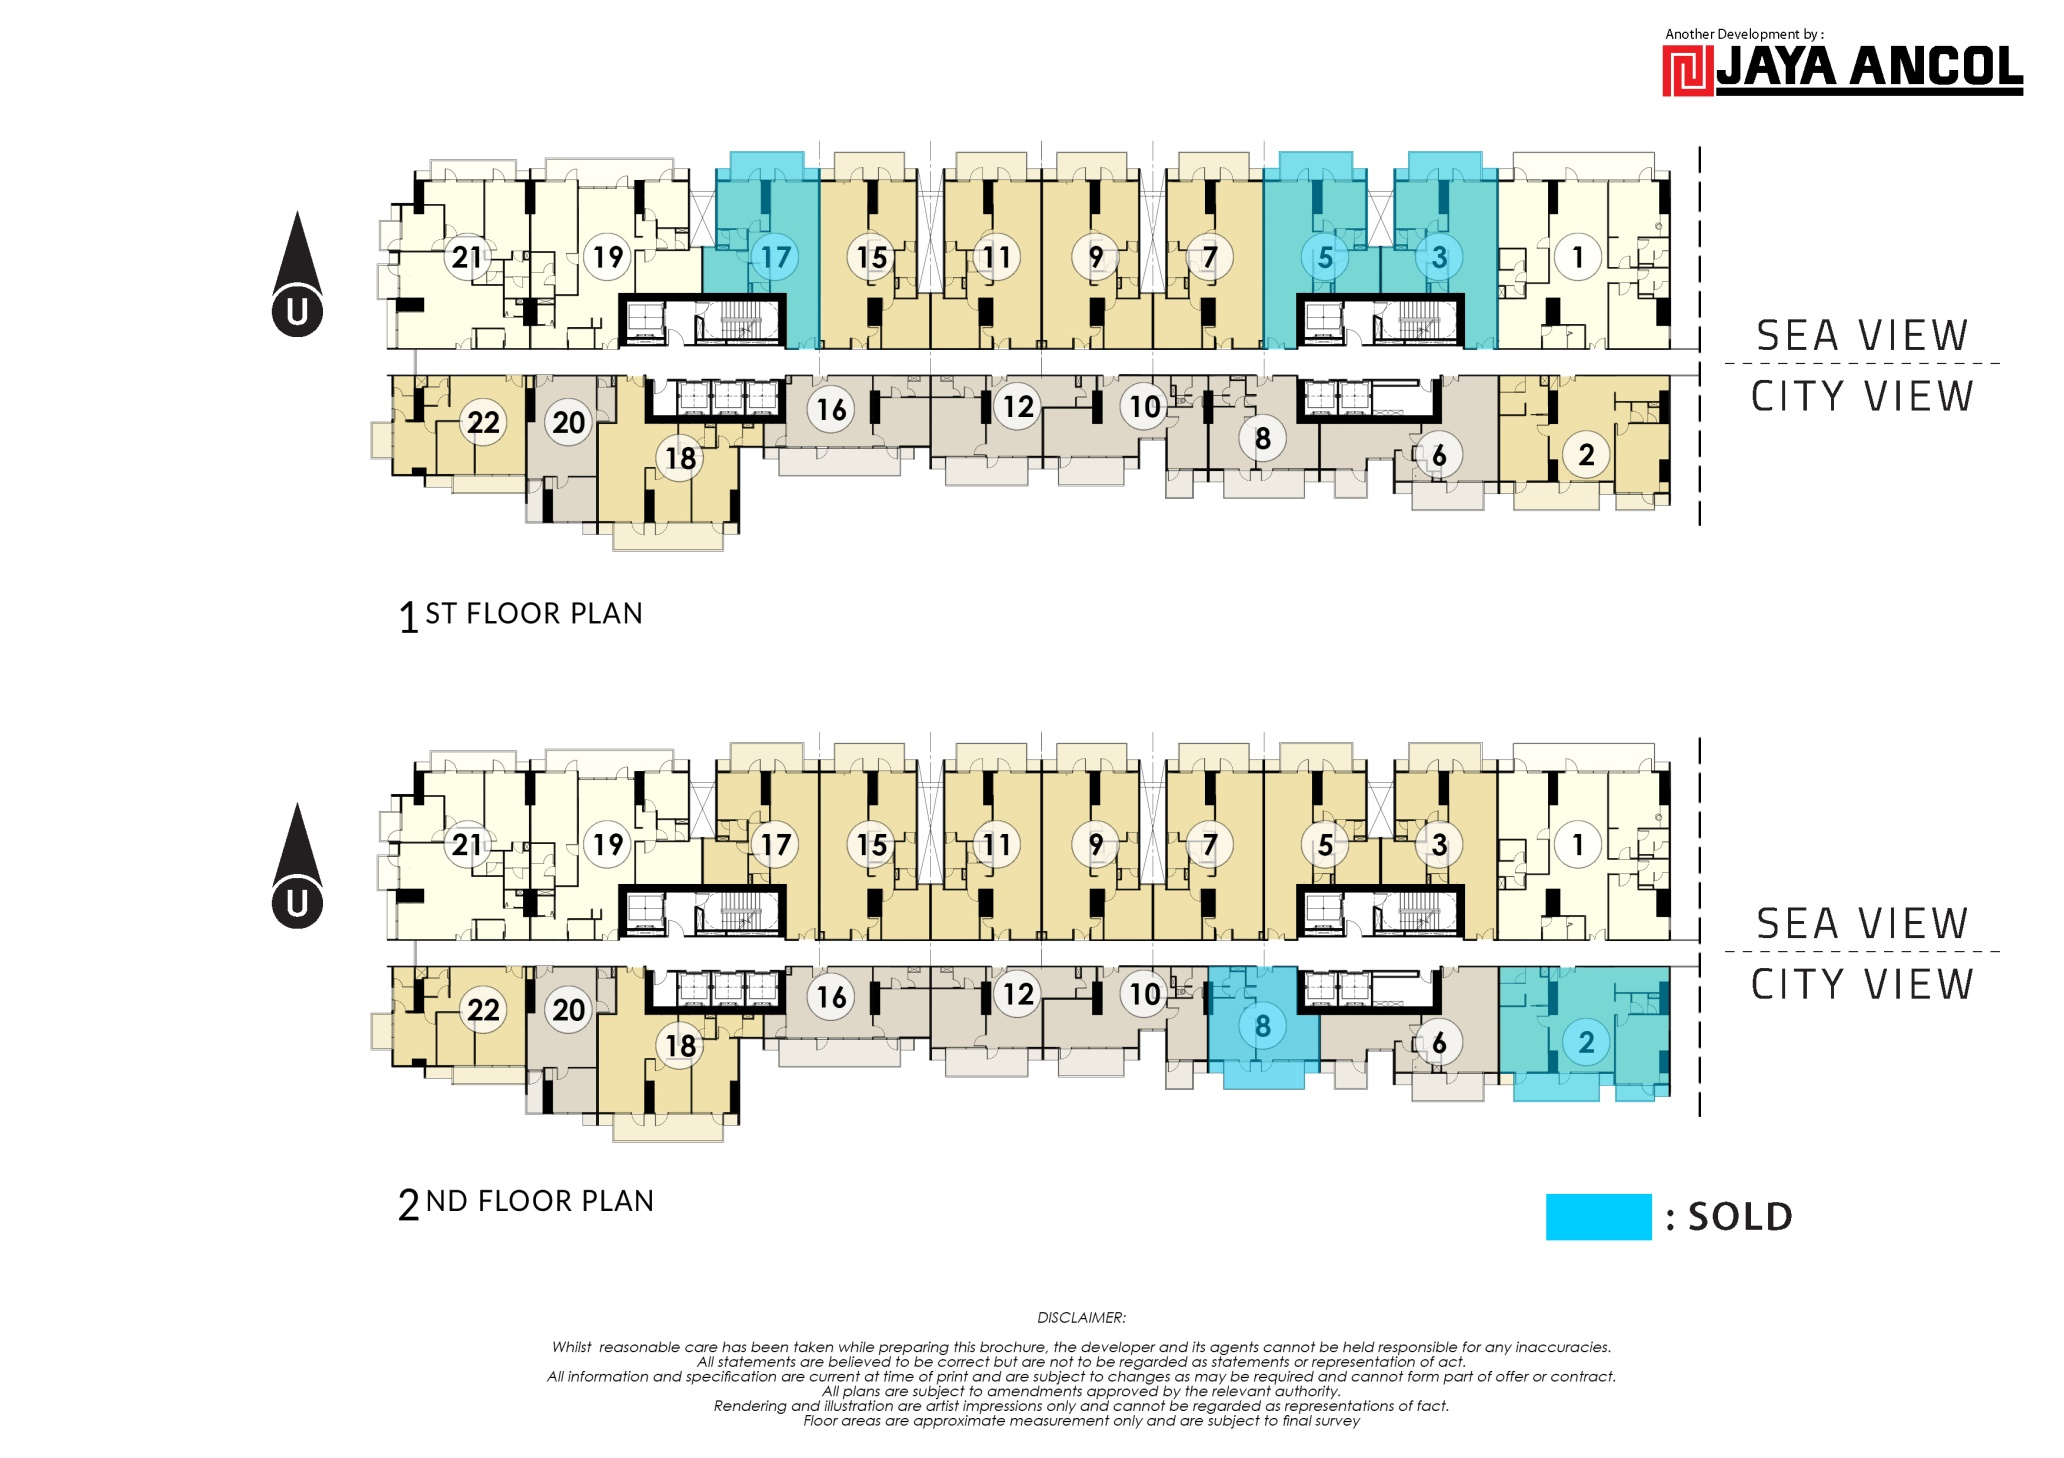 Another Development by :
JAYA ANCOL
21 19 17 15 11 9 7 5 3 1
U
SEA VIEW
CITY VIEW
22 20 18 16 12 10 8 6 2
1ST FLOOR PLAN
21 19 17 15 11 9 7 5 3 1
U
SEA VIEW
CITY VIEW
22 20 18 16 12 10 8 6 2
2ND FLOOR PLAN
: SOLD
DISCLAIMER:
Whilst reasonable care has been taken while preparing this brochure, the developer and its agents cannot be held responsible for any inaccuracies.
All statements are believed to be correct but are not to be regarded as statements or representation of act.
All information and specification are current at time of print and are subject to changes as may be required and cannot form part of offer or contract.
All plans are subject to amendments approved by the relevant authority.
Rendering and illustration are artist impressions only and cannot be regarded as representations of fact.
Floor areas are approximate measurement only and are subject to final survey